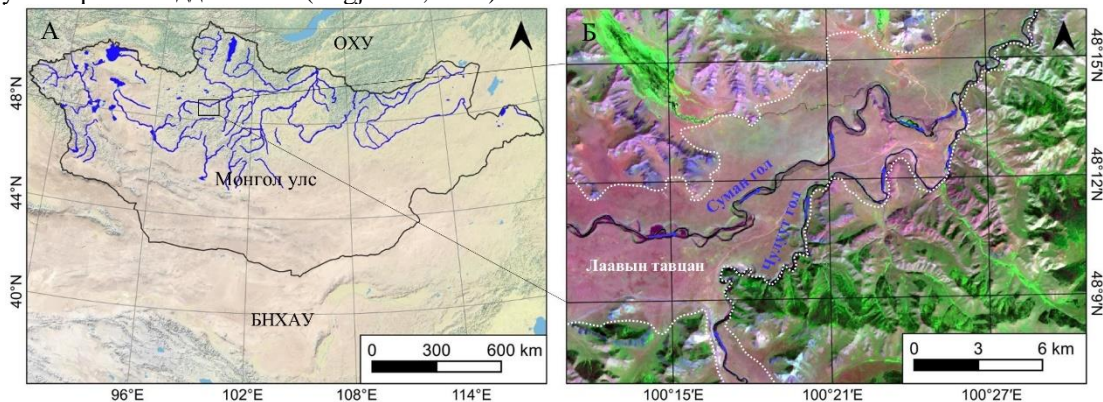 А
ОХУ
48°N
Монгол улс
44°N
40°N
БНХАУ
0 300 600 km
96°E 102°E 108°E 114°E
Б
48°15'N
Суман гол
48°12'N
Чулуут гол
Лаавын тавцан
48°9'N
0 3 6 km
100°15'E 100°21'E 100°27'E